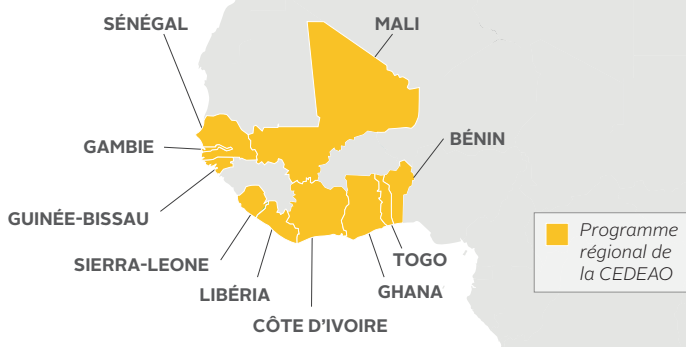 SÉNÉGAL
MALI
GAMBIE
BÉNIN
GUINÉE-BISSAU
SIERRA-LEONE
TOGO
LIBÉRIA
GHANA
CÔTE D'IVOIRE
Programme
régional de
la CEDEAO